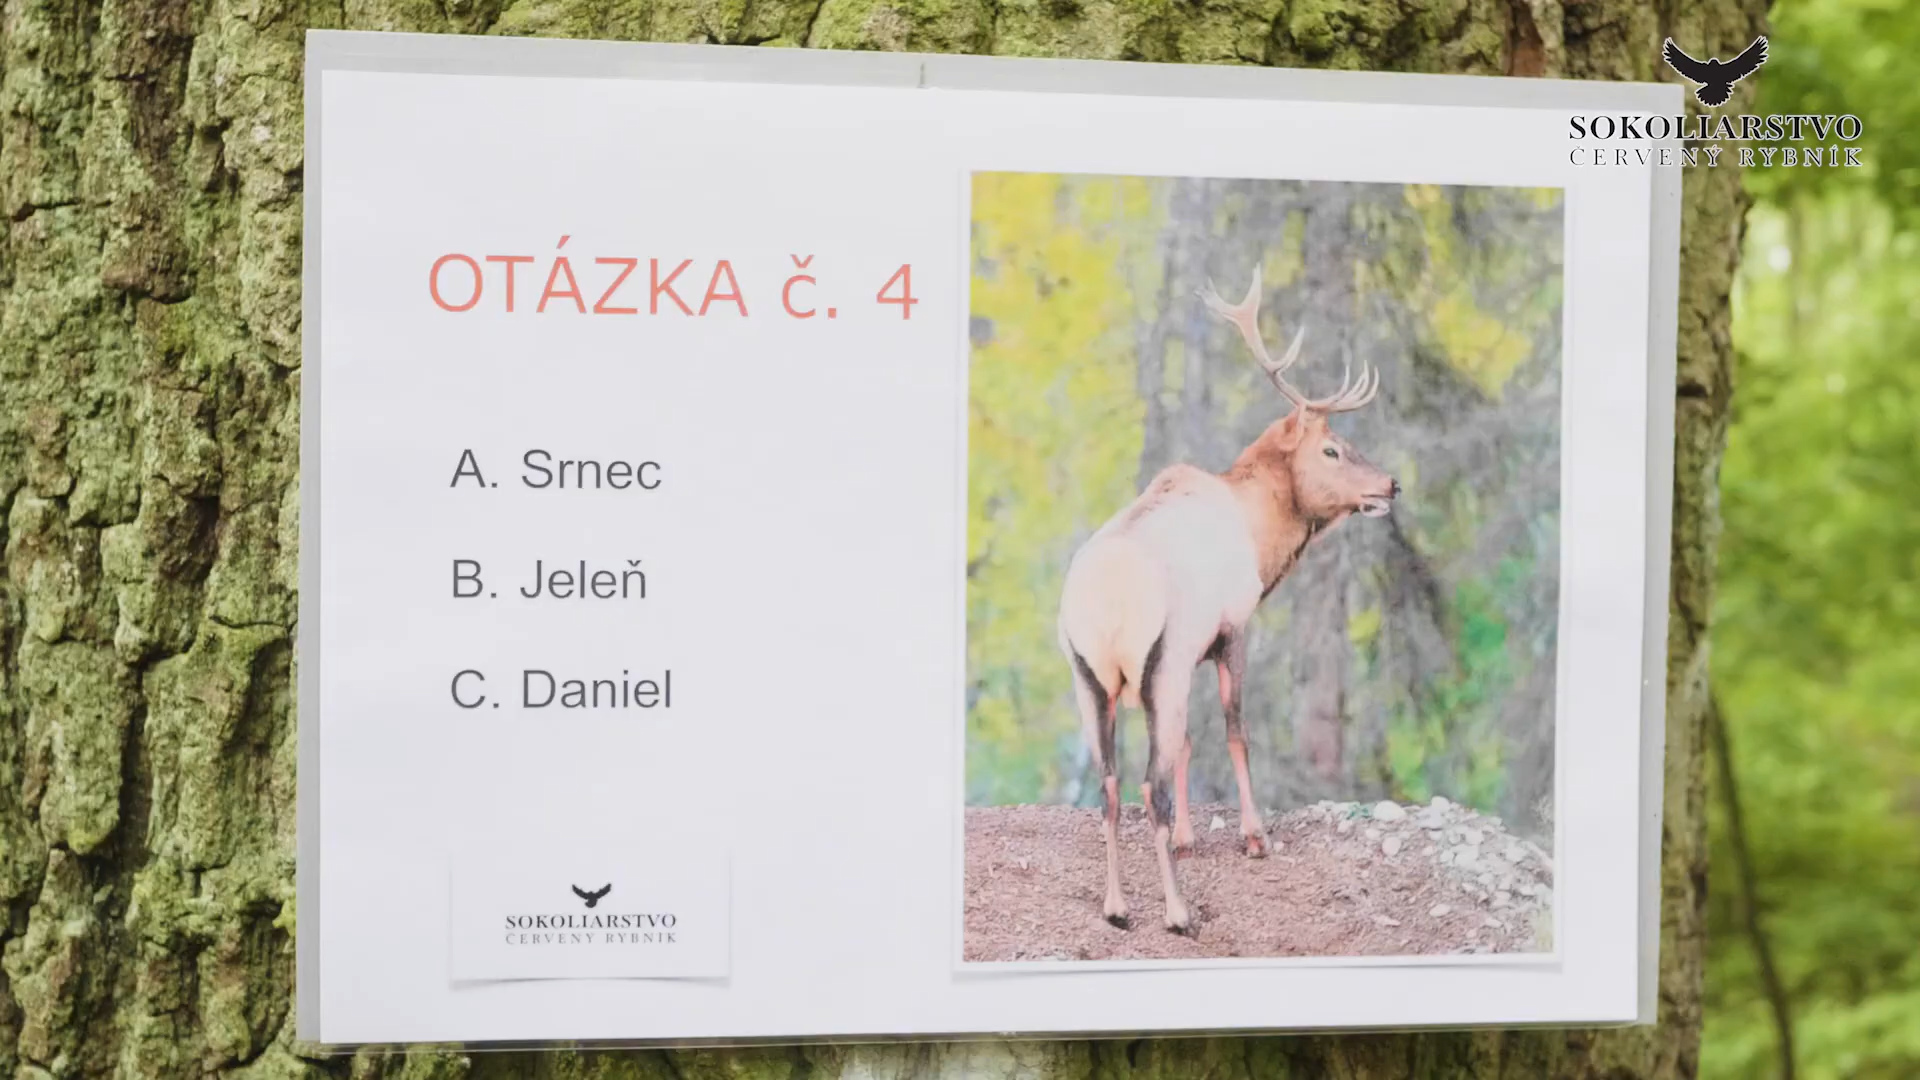 SOKOLIARSTVO
ČERVENÝ RYBNÍK
OTÁZKA č. 4
A. Srnec
B. Jeleň
C. Daniel
SOKOLIARSTVO
ČERVENÝ RYBNÍK